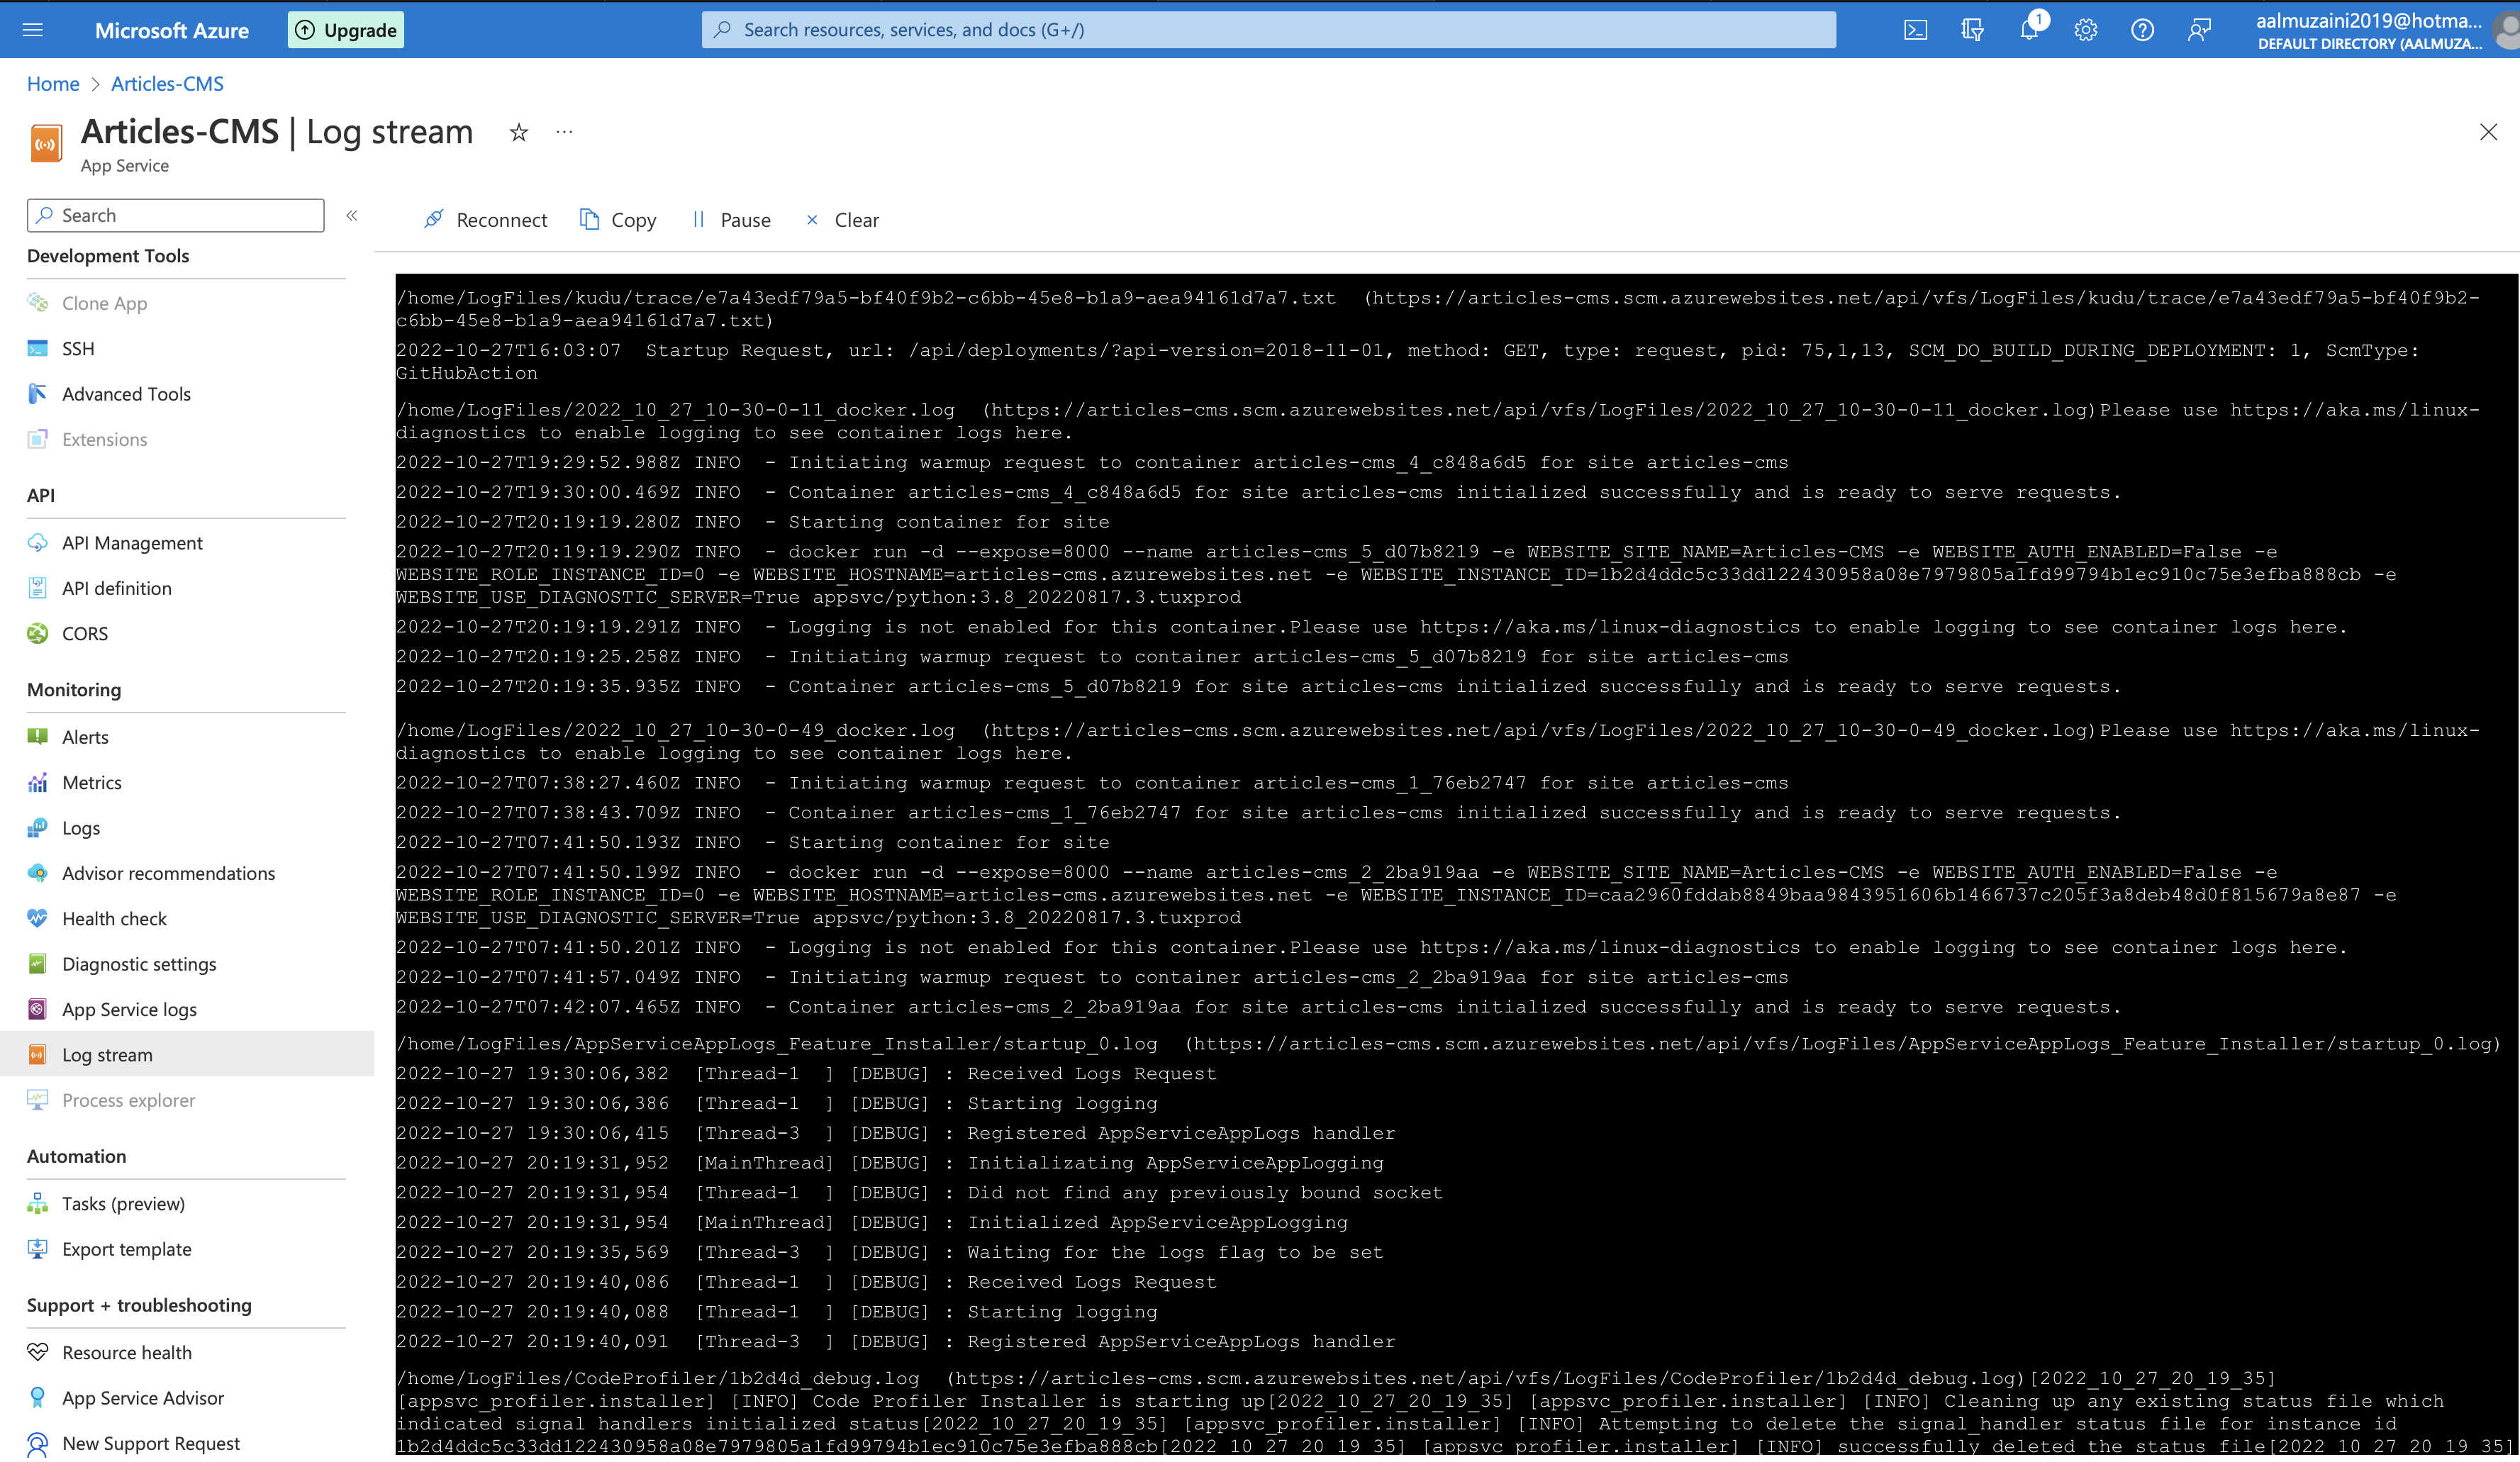 Microsoft Azure
Upgrade
Search resources, services, and docs (G+/)
1
aalmuzaini2019@hotma...
DEFAULT DIRECTORY (AALMUZA...
Home > Articles-CMS
Articles-CMS | Log stream
App Service
Search
Reconnect
Copy
Pause
Clear
Development Tools
Clone App
SSH
Advanced Tools
Extensions
API
API Management
API definition
CORS
Monitoring
Alerts
Metrics
Logs
Advisor recommendations
Health check
Diagnostic settings
App Service logs
Log stream
Process explorer
Automation
Tasks (preview)
Export template
Support + troubleshooting
Resource health
App Service Advisor
New Support Request
/home/LogFiles/kudu/trace/e7a43edf79a5-bf40f9b2-c6bb-45e8-b1a9-aea94161d7a7.txt (https://articles-cms.scm.azurewebsites.net/api/vfs/LogFiles/kudu/trace/e7a43edf79a5-bf40f9b2-
c6bb-45e8-b1a9-aea94161d7a7.txt)
2022-10-27T16:03:07 Startup Request, url: /api/deployments/?api-version=2018-11-01, method: GET, type: request, pid: 75,1,13, SCM_DO_BUILD_DURING_DEPLOYMENT: 1, ScmType:
GitHubAction
/home/LogFiles/2022_10_27_10-30-0-11_docker.log (https://articles-cms.scm.azurewebsites.net/api/vfs/LogFiles/2022_10_27_10-30-0-11_docker.log)Please use https://aka.ms/linux-
diagnostics to enable logging to see container logs here.
2022-10-27T19:29:52.988Z INFO - Initiating warmup request to container articles-cms_4_c848a6d5 for site articles-cms
2022-10-27T19:30:00.469Z INFO - Container articles-cms_4_c848a6d5 for site articles-cms initialized successfully and is ready to serve requests.
2022-10-27T20:19:19.280Z INFO - Starting container for site
2022-10-27T20:19:19.290Z INFO - docker run -d --expose=8000 --name articles-cms_5_d07b8219 -e WEBSITE_SITE_NAME=Articles-CMS -e WEBSITE_AUTH_ENABLED=False -e
WEBSITE_ROLE_INSTANCE_ID=0 -e WEBSITE_HOSTNAME=articles-cms.azurewebsites.net -e WEBSITE_INSTANCE_ID=1b2d4ddc5c33dd122430958a08e7979805a1fd99794b1ec910c75e3efba888cb -e
WEBSITE_USE_DIAGNOSTIC_SERVER=True appsvc/python:3.8_20220817.3.tuxprod
2022-10-27T20:19:19.291Z INFO - Logging is not enabled for this container.Please use https://aka.ms/linux-diagnostics to enable logging to see container logs here.
2022-10-27T20:19:25.258Z INFO - Initiating warmup request to container articles-cms_5_d07b8219 for site articles-cms
2022-10-27T20:19:35.935Z INFO - Container articles-cms_5_d07b8219 for site articles-cms initialized successfully and is ready to serve requests.
/home/LogFiles/2022_10_27_10-30-0-49_docker.log (https://articles-cms.scm.azurewebsites.net/api/vfs/LogFiles/2022_10_27_10-30-0-49_docker.log)Please use https://aka.ms/linux-
diagnostics to enable logging to see container logs here.
2022-10-27T07:38:27.460Z INFO - Initiating warmup request to container articles-cms_1_76eb2747 for site articles-cms
2022-10-27T07:38:43.709Z INFO - Container articles-cms_1_76eb2747 for site articles-cms initialized successfully and is ready to serve requests.
2022-10-27T07:41:50.193Z INFO - Starting container for site
2022-10-27T07:41:50.199Z INFO - docker run -d --expose=8000 --name articles-cms_2_2ba919aa -e WEBSITE_SITE_NAME=Articles-CMS -e WEBSITE_AUTH_ENABLED=False -e
WEBSITE_ROLE_INSTANCE_ID=0 -e WEBSITE_HOSTNAME=articles-cms.azurewebsites.net -e WEBSITE_INSTANCE_ID=caa2960fddab8849baa9843951606b1466737c205f3a8deb48d0f815679a8e87 -e
WEBSITE_USE_DIAGNOSTIC_SERVER=True appsvc/python:3.8_20220817.3.tuxprod
2022-10-27T07:41:50.201Z INFO - Logging is not enabled for this container.Please use https://aka.ms/linux-diagnostics to enable logging to see container logs here.
2022-10-27T07:41:57.049Z INFO - Initiating warmup request to container articles-cms_2_2ba919aa for site articles-cms
2022-10-27T07:42:07.465Z INFO - Container articles-cms_2_2ba919aa for site articles-cms initialized successfully and is ready to serve requests.
/home/LogFiles/AppServiceAppLogs_Feature_Installer/startup_0.log (https://articles-cms.scm.azurewebsites.net/api/vfs/LogFiles/AppServiceAppLogs_Feature_Installer/startup_0.log)
2022-10-27 19:30:06,382 [Thread-1 ] [DEBUG] : Received Logs Request
2022-10-27 19:30:06,386 [Thread-1 ] [DEBUG] : Starting logging
2022-10-27 19:30:06,415 [Thread-3 ] [DEBUG] : Registered AppServiceAppLogs handler
2022-10-27 20:19:31,952 [MainThread] [DEBUG] : Initializating AppServiceAppLogging
2022-10-27 20:19:31,954 [Thread-1 ] [DEBUG] : Did not find any previously bound socket
2022-10-27 20:19:31,954 [MainThread] [DEBUG] : Initialized AppServiceAppLogging
2022-10-27 20:19:35,569 [Thread-3 ] [DEBUG] : Waiting for the logs flag to be set
2022-10-27 20:19:40,086 [Thread-1 ] [DEBUG] : Received Logs Request
2022-10-27 20:19:40,088 [Thread-1 ] [DEBUG] : Starting logging
2022-10-27 20:19:40,091 [Thread-3 ] [DEBUG] : Registered AppServiceAppLogs handler
/home/LogFiles/CodeProfiler/1b2d4d_debug.log (https://articles-cms.scm.azurewebsites.net/api/vfs/LogFiles/CodeProfiler/1b2d4d_debug.log)[2022_10_27_20_19_35]
[appsvc_profiler.installer] [INFO] Code Profiler Installer is starting up[2022_10_27_20_19_35] [appsvc_profiler.installer] [INFO] Cleaning up any existing status file which
indicated signal handlers initialized status[2022_10_27_20_19_35] [appsvc_profiler.installer] [INFO] Attempting to delete the signal_handler status file for instance id
1b2d4ddc5c33dd122430958a08e7979805a1fd99794b1ec910c75e3efba888cb[2022_10_27_20_19_35] [appsvc_profiler.installer] [INFO] successfully deleted the status file[2022_10_27_20_19_35]